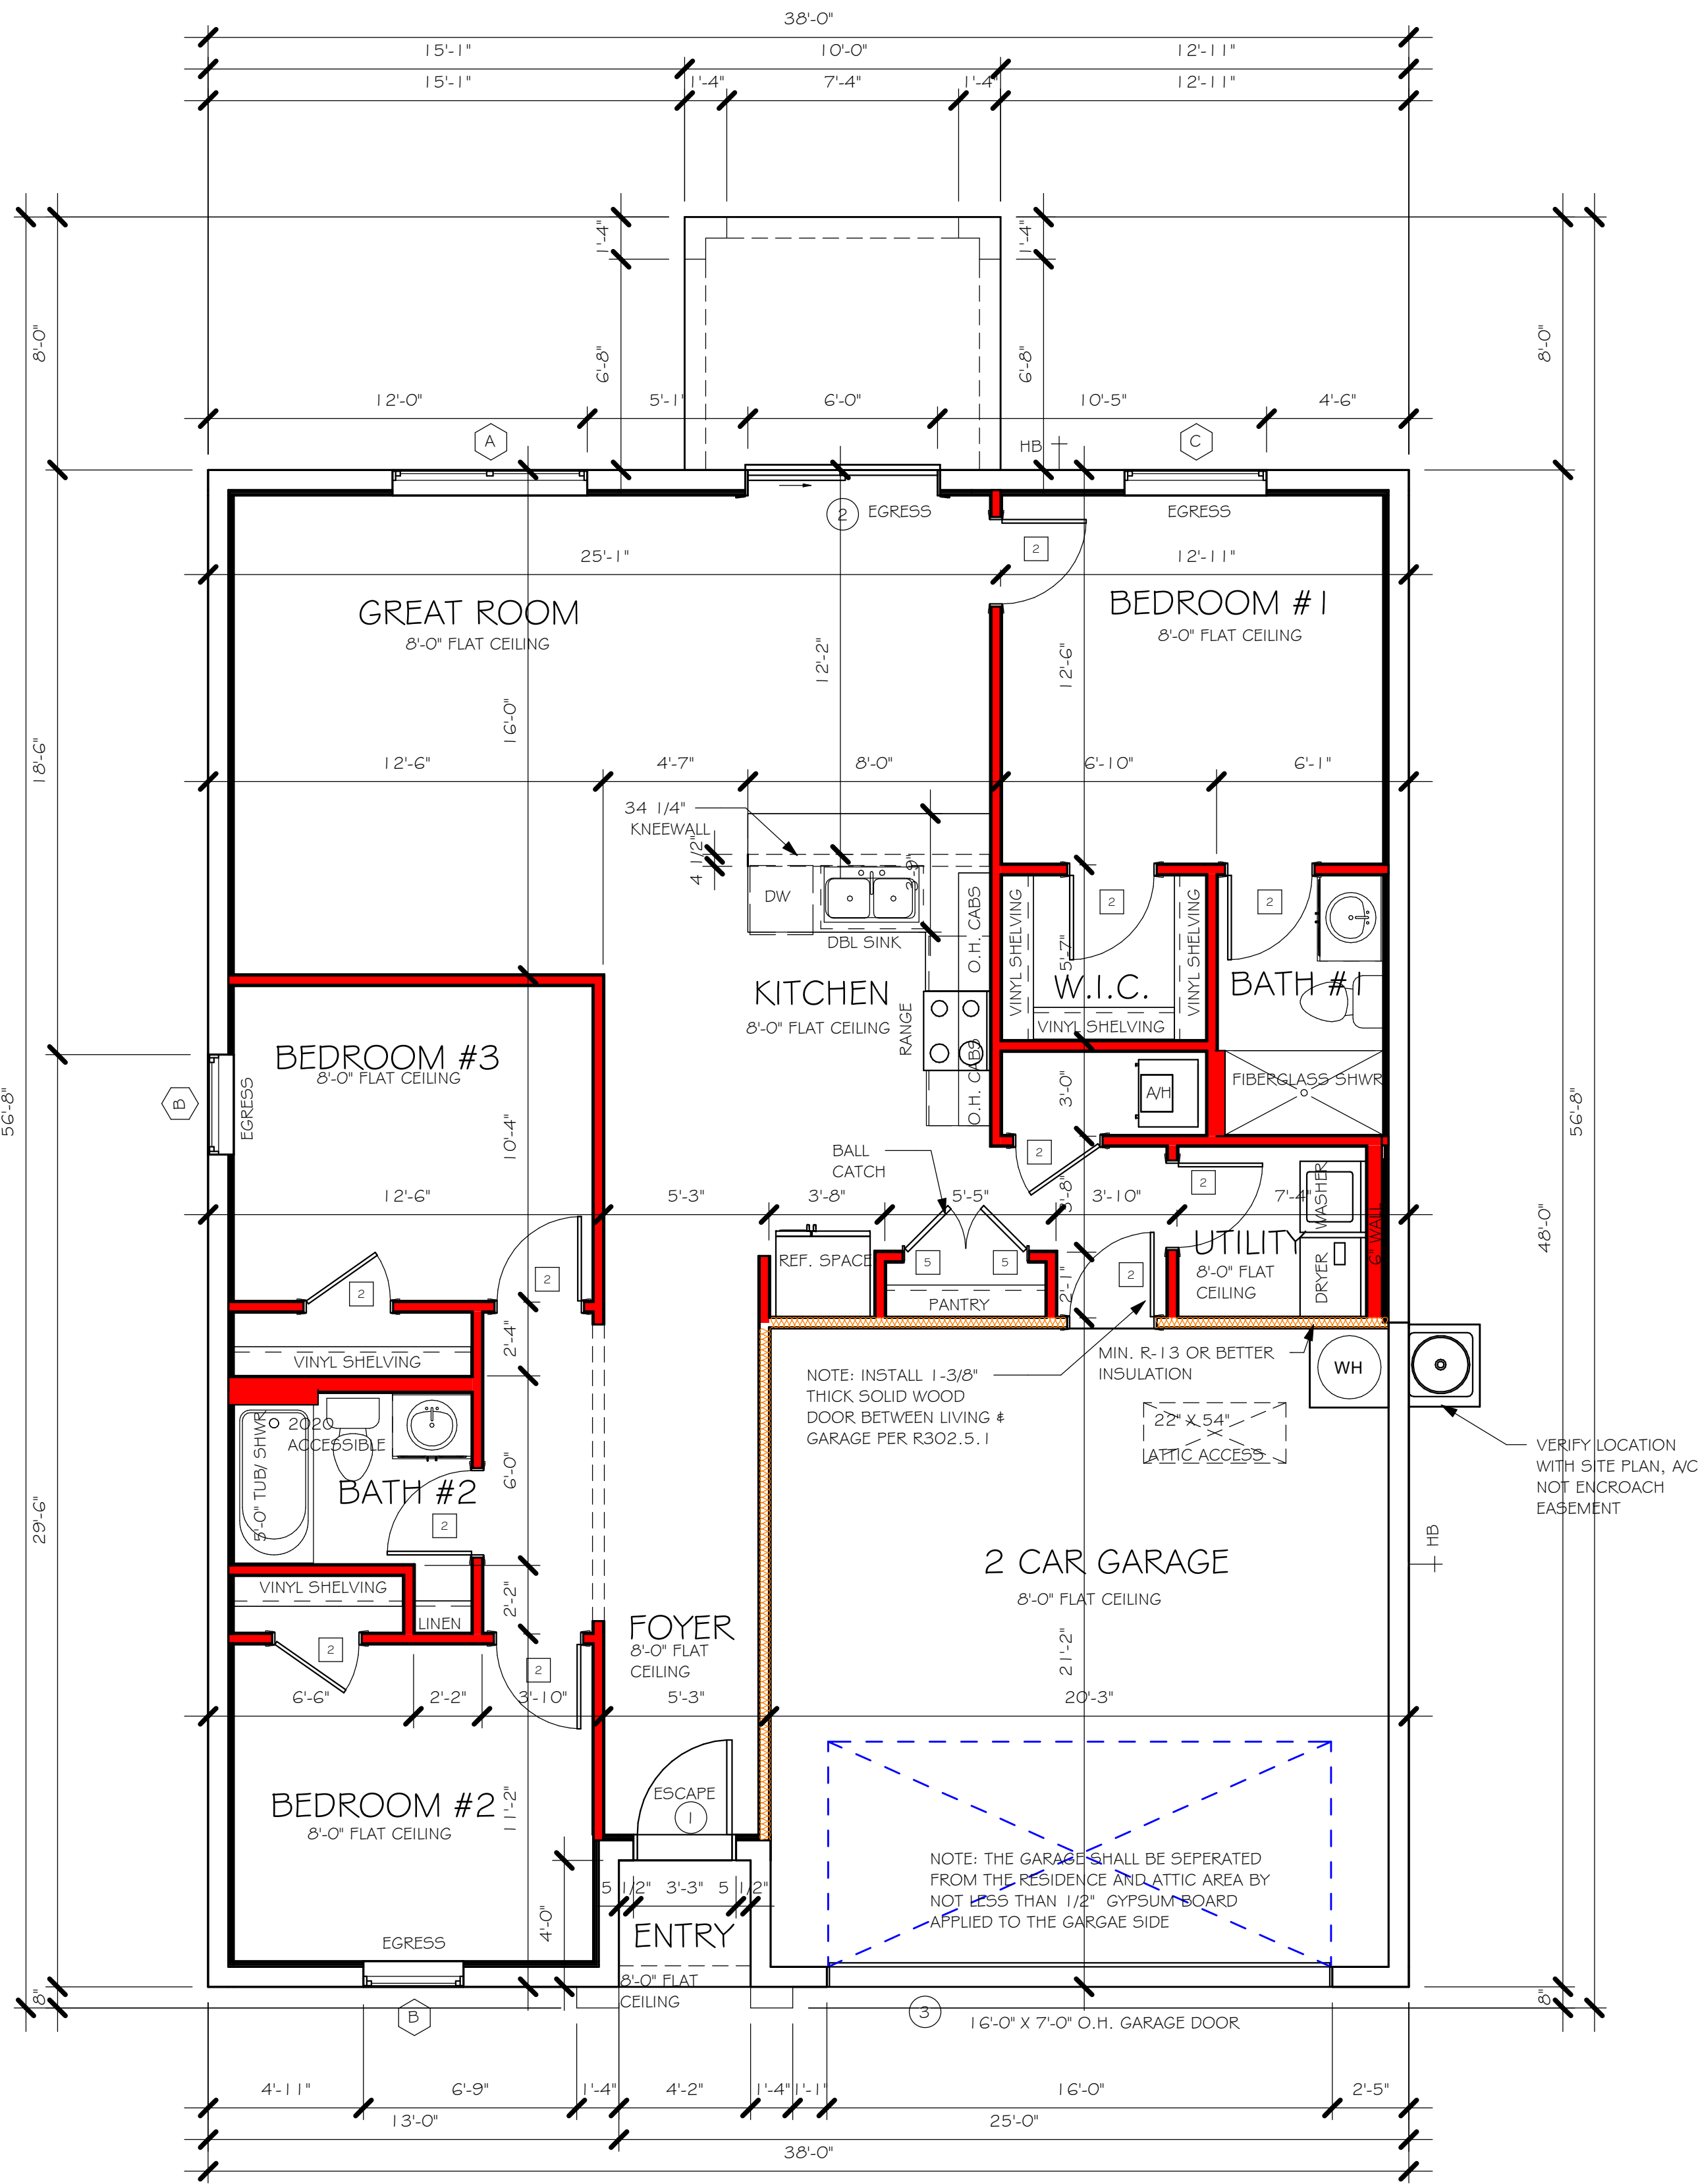 38'-0"
15'-1"
10'-0"
12'-11"
15'-1"
1'-4"
7'-4"
1'-4"
12'-11"
1'-4"
1'-4"
8'-0"
6'-8"
6'-8"
8'-0"
12'-0"
5'-1"
6'-0"
10'-5"
4'-6"
A
HB
C
2
EGRESS
EGRESS
25'-1"
2
12'-11"
GREAT ROOM
8'-0" FLAT CEILING
BEDROOM #1
8'-0" FLAT CEILING
12'-2"
12'-6"
16'-0"
18'-6"
12'-6"
4'-7"
8'-0"
6'-10"
6'-1"
34 1/4"
KNEEWALL
4 1/2"
DW
DBL SINK
O.H. CABS
VINYL SHELVING
2
VINYL SHELVING
2
5'-7"
W.I.C.
BATH #1
KITCHEN
8'-0" FLAT CEILING
RANGE
VINYL SHELVING
O.H. CABS
BEDROOM #3
8'-0" FLAT CEILING
3'-0"
A/H
FIBERGLASS SHWR
B
EGRESS
56'-8"
56'-8"
10'-4"
BALL
CATCH
2
2
WASHER
12'-6"
5'-3"
3'-8"
5'-5"
3'-8"
3'-10"
7'-4"
48'-0"
6" WALL
UTILITY
8'-0" FLAT
CEILING
DRYER
REF. SPACE
5
5
2
2
2
PANTRY
2'-1"
2'-4"
VINYL SHELVING
NOTE: INSTALL 1-3/8"
THICK SOLID WOOD
DOOR BETWEEN LIVING &
GARAGE PER R302.5.1
MIN. R-13 OR BETTER
INSULATION
WH
22" X 54"
ATTIC ACCESS
VERIFY LOCATION
WITH SITE PLAN, A/C
NOT ENCROACH
EASEMENT
2020
ACCESSIBLE
5'-0" TUB/ SHWR
BATH #2
6'-0"
2
29'-6"
HB
2 CAR GARAGE
8'-0" FLAT CEILING
VINYL SHELVING
LINEN
2'-2"
2
2
FOYER
8'-0" FLAT
CEILING
21'-2"
6'-6"
2'-2"
3'-10"
5'-3"
20'-3"
BEDROOM #2
8'-0" FLAT CEILING
11'-2"
ESCAPE
1
NOTE: THE GARAGE SHALL BE SEPERATED
FROM THE RESIDENCE AND ATTIC AREA BY
NOT LESS THAN 1/2" GYPSUM BOARD
APPLIED TO THE GARGAE SIDE
5 1/2"
3'-3"
5 1/2"
4'-0"
ENTRY
8'-0" FLAT
CEILING
EGRESS
8"
8"
B
3
16'-0" X 7'-0" O.H. GARAGE DOOR
4'-11"
6'-9"
1'-4"
4'-2"
1'-4"
1'-1"
16'-0"
2'-5"
13'-0"
25'-0"
38'-0"